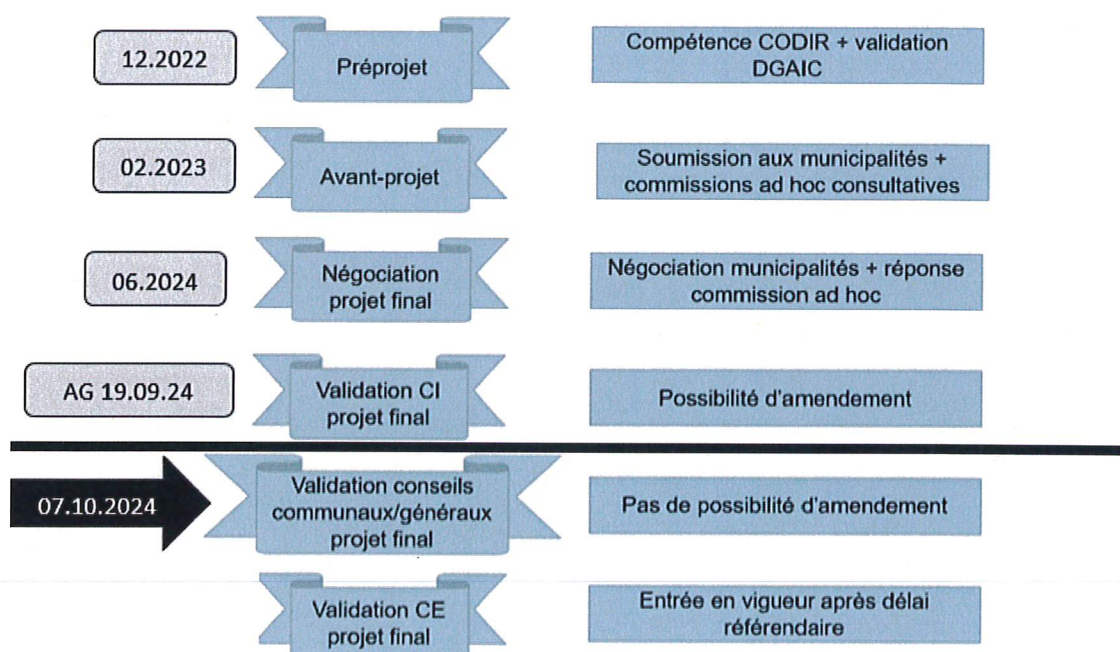 12.2022
Préprojet
Compétence CODIR + validation
DGAIC
02.2023
Avant-projet
Soumission aux municipalités +
commissions ad hoc consultatives
06.2024
Négociation
projet final
Négociation municipalités + réponse
commission ad hoc
AG 19.09.24
Validation CI
projet final
Possibilité d'amendement
07.10.2024
Validation conseils
communaux/généraux
projet final
Pas de possibilité d'amendement
Validation CE
projet final
Entrée en vigueur après délai
référendaire